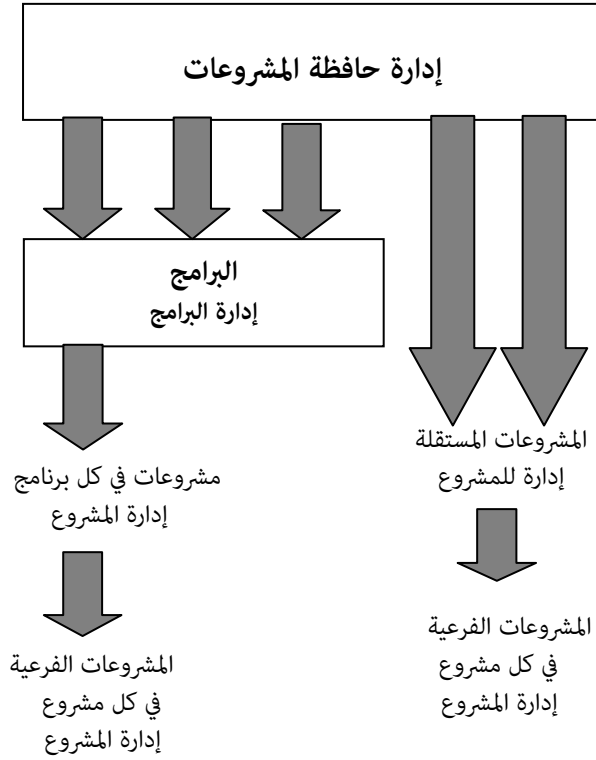 إدارة حافظة المشروعات
البرامج
إدارة البرامج
المشروعات المستقلة
إدارة للمشروع
مشروعات في كل برنامج
إدارة المشروع
المشروعات الفرعية
في كل مشروع
إدارة المشروع
المشروعات الفرعية
في كل مشروع
إدارة المشروع